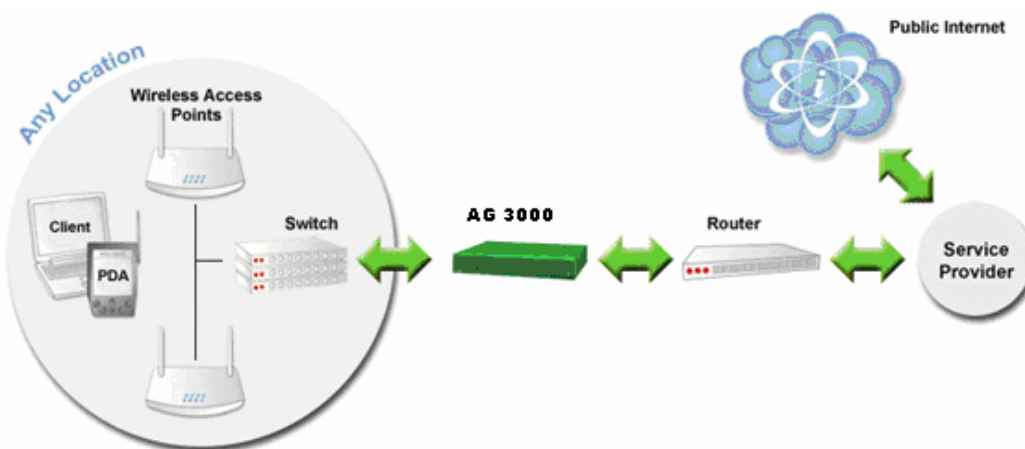 Any Location
Wireless Access
Points
Client
PDA
Switch
AG 3000
Router
Service
Provider
Public Internet
i